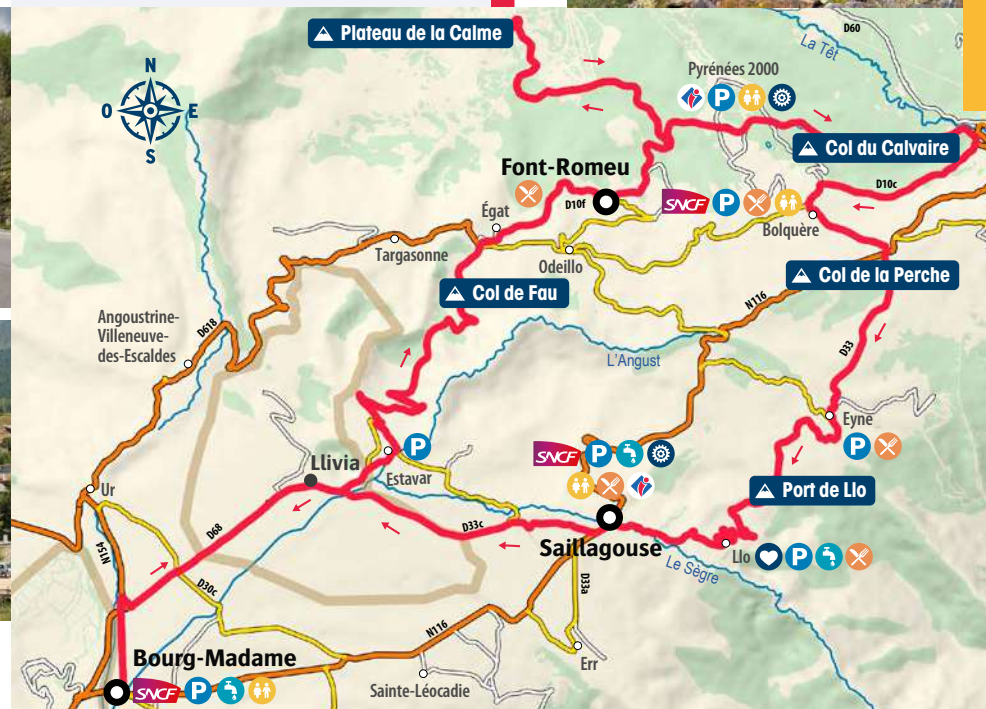 Plateau de la Calme
D60
La Têt
Pyrénées 2000
N
O
E
S
Col du Calvaire
Font-Romeu
D10f
SNCF
P
P
D10c
Égat
Bolquère
Targasonne
Odeillo
Col de la Perche
Col de Fau
N116
Angoustrine-
Villeneuve-
des-Escaldes
D618
L'Angust
D33
Eyne
P
P
SNCF
P
Llivia
Estavar
Port de Llo
Ur
D68
D33c
Saillagouse
Llo
P
Le Sègre
N154
D30c
D33a
N116
Err
Bourg-Madame
SNCF
P
Sainte-Léocadie